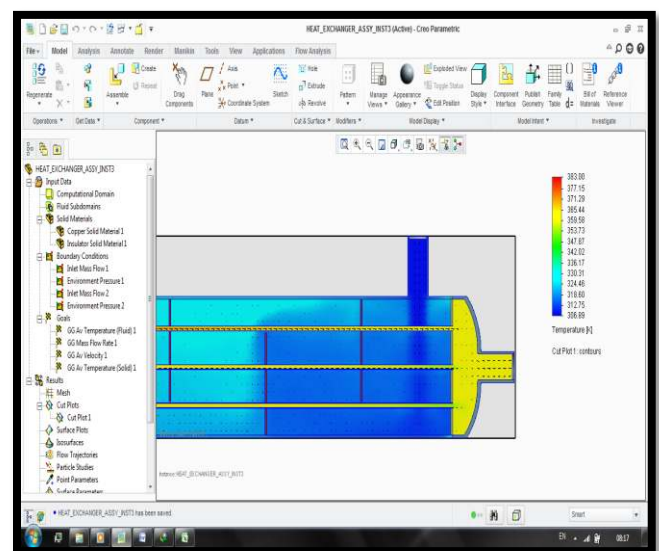 HEAT_EXCHANGER_ASSY_INST3 (Active) - Creo Parametric
File Model Analysis Annotate Render Manikin Tools View Applications Flow Analysis
Regenerate Assemble Create Repeat Drag Components Plane Axis Point Coordinate System Sketch Hole Extrude Revolve Pattern Manage Views Appearance Gallery Exploded View Toggle Status Edit Position Display Style Component Interface Publish Geometry Family Table d= Bill of Materials Reference Viewer
Operations Get Data Component Datum Cut & Surface Modifiers Model Display Model Intent Investigate
HEAT_EXCHANGER_ASSY_INST3
Input Data
Computational Domain
Fluid Subdomains
Solid Materials
Copper Solid Material 1
Insulator Solid Material 1
Boundary Conditions
Inlet Mass Flow 1
Environment Pressure 1
Inlet Mass Flow 2
Environment Pressure 2
Goals
GG Av Temperature (Fluid) 1
GG Mass Flow Rate 1
GG Av Velocity 1
GG Av Temperature (Solid) 1
Results
Mesh
Cut Plots
Cut Plot 1
Surface Plots
Isosurfaces
Flow Trajectories
Particle Studies
Point Parameters
Surface Parameters
383.00
377.15
371.29
365.44
359.58
353.73
347.87
342.02
336.17
330.31
324.46
318.60
312.75
306.89
Temperature [K]
Cut Plot 1: contours
HEAT_EXCHANGER_ASSY_INST3 has been saved.
Smart
EN 08:17